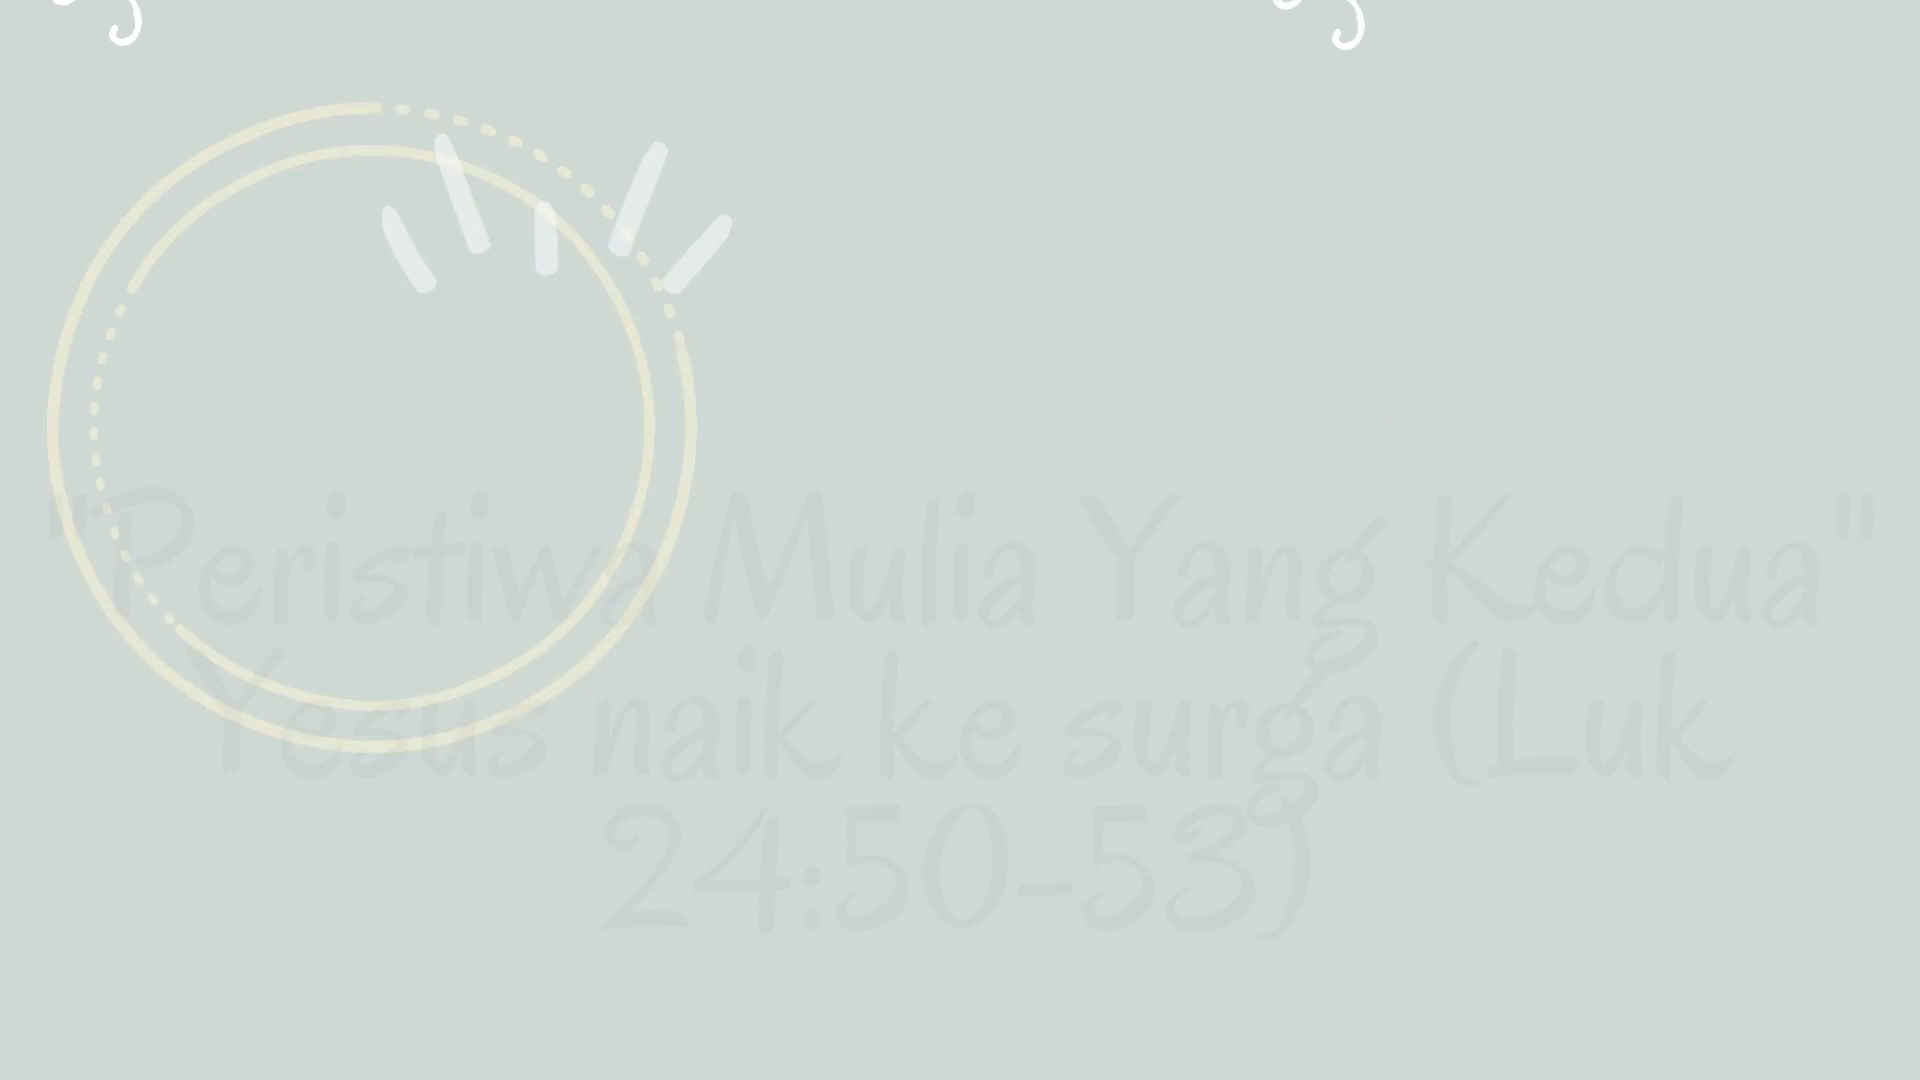 "Peristiwa Mulia Yang Kedua"
Yesus naik ke surga (Luk
24:50-53)